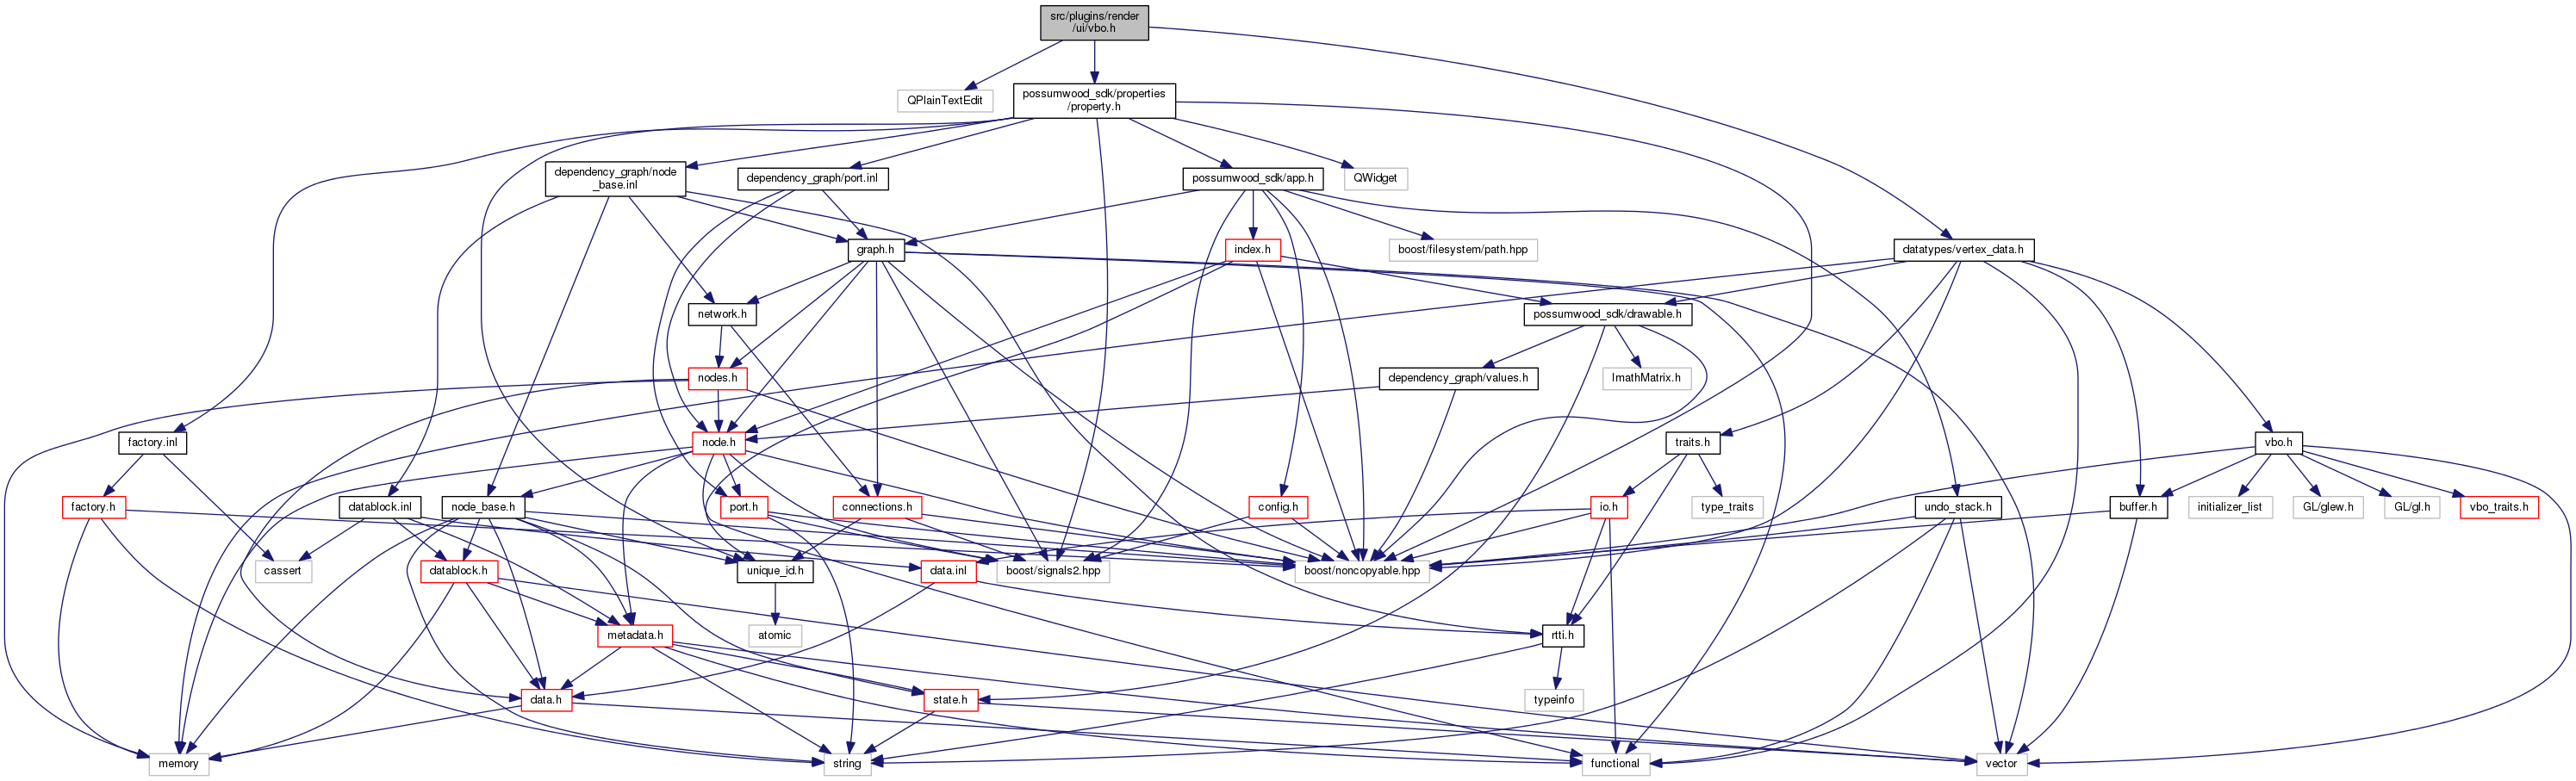 src/plugins/render
/ui/vbo.h
QPlainTextEdit
possumwood_sdk/properties
/property.h
dependency_graph/node
_base.inl
dependency_graph/port.inl
possumwood_sdk/app.h
QWidget
graph.h
index.h
boost/filesystem/path.hpp
datatypes/vertex_data.h
network.h
possumwood_sdk/drawable.h
nodes.h
dependency_graph/values.h
ImathMatrix.h
factory.inl
node.h
traits.h
vbo.h
factory.h
datablock.inl
node_base.h
port.h
connections.h
config.h
io.h
type_traits
undo_stack.h
buffer.h
initializer_list
GL/glew.h
GL/gl.h
vbo_traits.h
cassert
datablock.h
unique_id.h
data.inl
boost/signals2.hpp
boost/noncopyable.hpp
metadata.h
atomic
rtti.h
data.h
state.h
typeinfo
memory
string
functional
vector